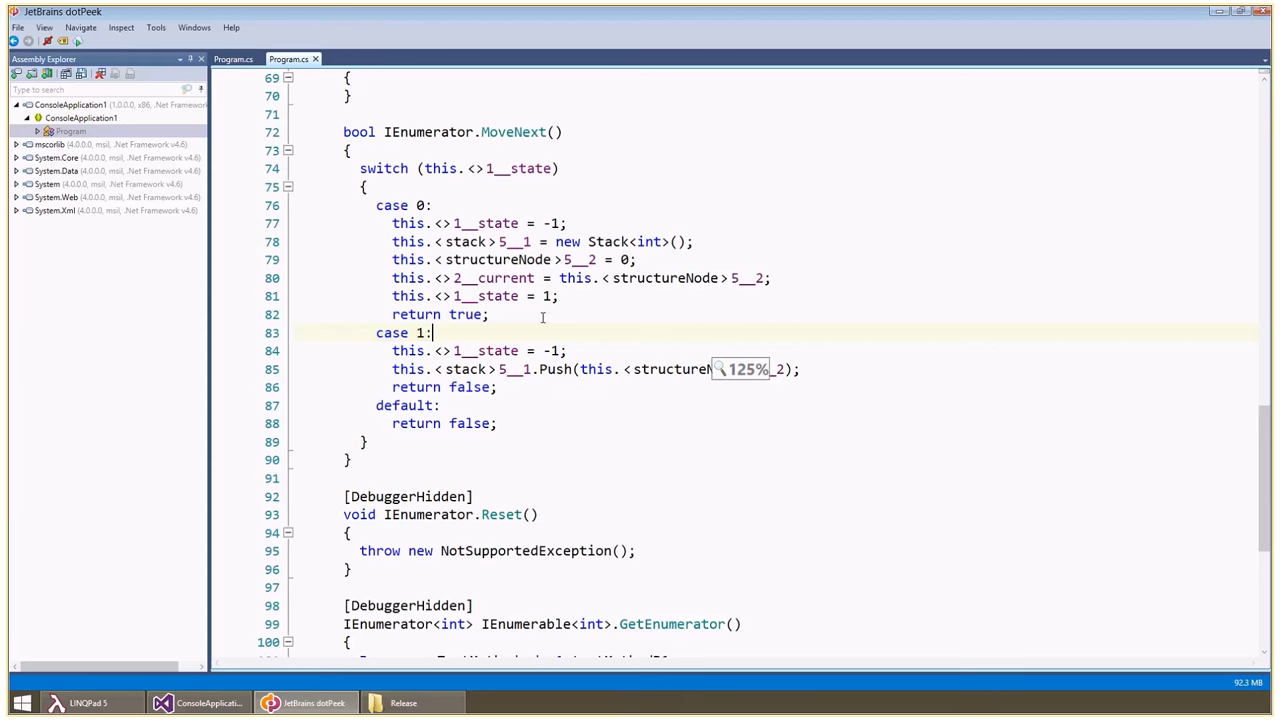 JetBrains dotPeek
File View Navigate Inspect Tools Windows Help
Assembly Explorer
Program.cs Program.cs
Type to search
ConsoleApplication1 (1.0.0.0, x86, .Net Framework
ConsoleApplication1
Program
mscorlib (4.0.0.0, msil, .Net Framework v4.6)
System.Core (4.0.0.0, msil, .Net Framework v4.6)
System.Data (4.0.0.0, msil, .Net Framework v4.6)
System (4.0.0.0, msil, .Net Framework v4.6)
System.Web (4.0.0.0, msil, .Net Framework v4.6)
System.Xml (4.0.0.0, msil, .Net Framework v4.6)
69 {
70 }
71
72 bool IEnumerator.MoveNext()
73 {
74 switch (this.<>1__state)
75 {
76 case 0:
77 this.<>1__state = -1;
78 this.<stack>5__1 = new Stack<int>();
79 this.<structureNode>5__2 = 0;
80 this.<>2__current = this.<structureNode>5__2;
81 this.<>1__state = 1;
82 return true;
83 case 1:
84 this.<>1__state = -1;
85 this.<stack>5__1.Push(this.<structureN 125% _2);
86 return false;
87 default:
88 return false;
89 }
90 }
91
92 [DebuggerHidden]
93 void IEnumerator.Reset()
94 {
95 throw new NotSupportedException();
96 }
97
98 [DebuggerHidden]
99 IEnumerator<int> IEnumerable<int>.GetEnumerator()
100 {
92.3 MB
LINQPad 5 ConsoleApplicati... JetBrains dotPeek Release